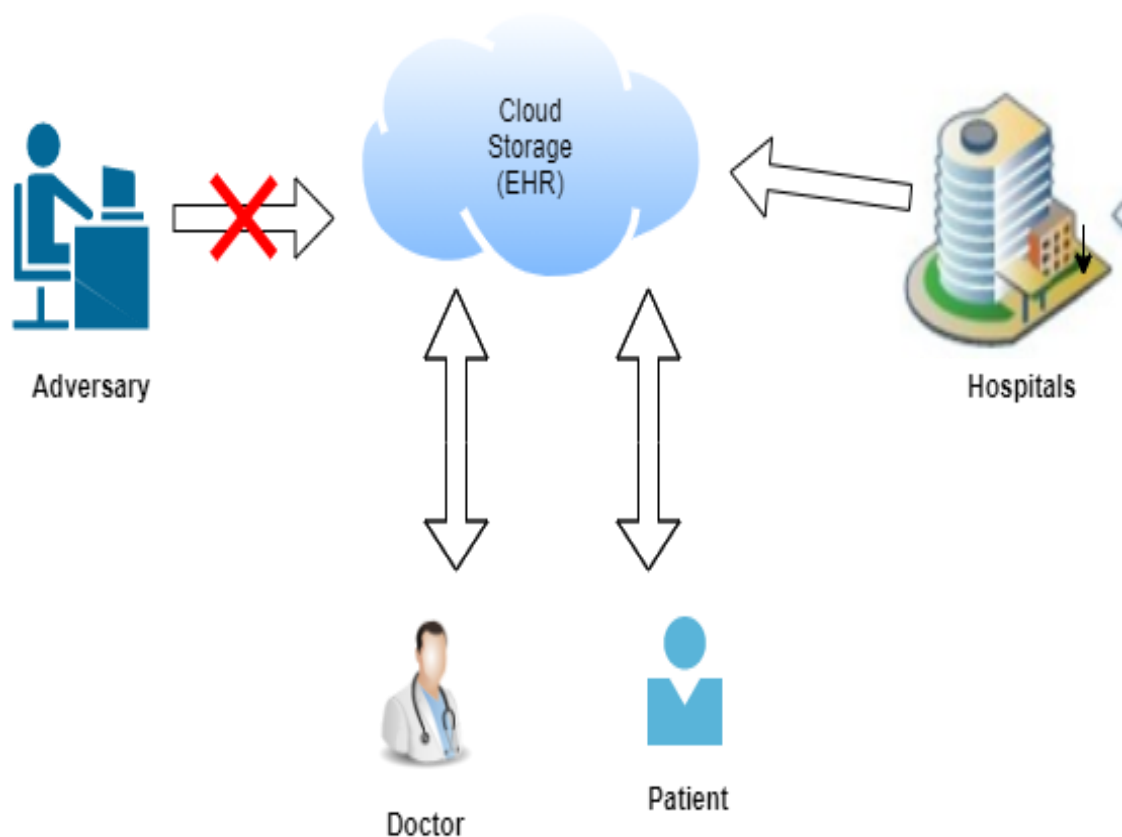 Cloud
Storage
(EHR)
Adversary
Hospitals
Doctor
Patient